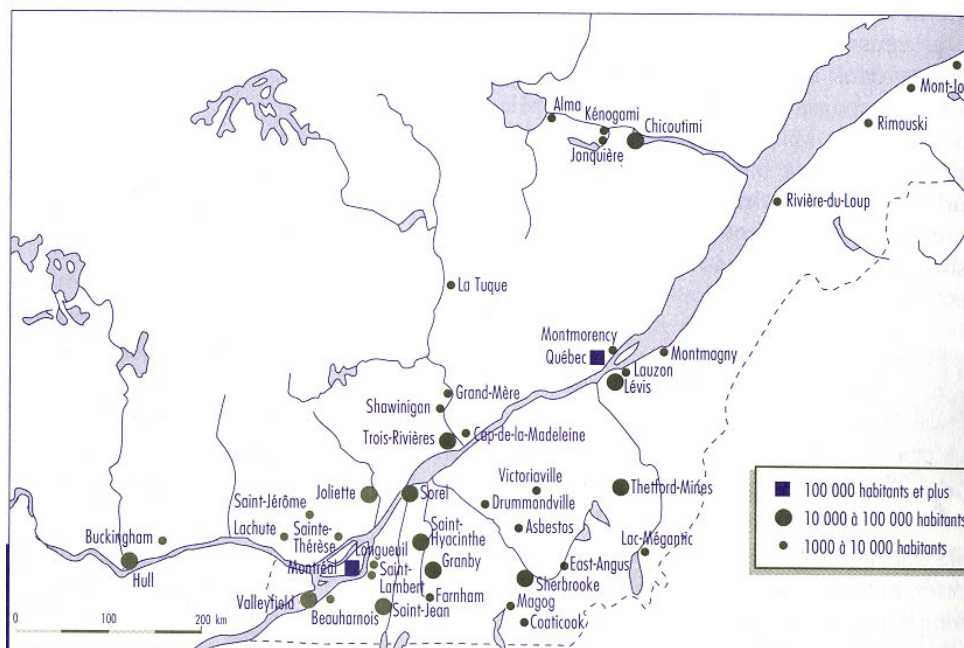 Mont-Jo
Alma
Kénogami
Chicoutimi
Jonquière
Rimouski
Rivière-du-Loup
La Tuque
Montmorency
Québec
Montmagny
Lauzon
Lévis
Grand-Mère
Shawinigan
Trois-Rivières
Cap-de-la-Madeleine
Victoriaville
Thetford-Mines
Joliette
Sorel
Drummondville
Saint-Jérôme
Asbestos
Lachute
Sainte-
Thérèse
Saint-
Hyacinthe
Lac-Mégantic
Buckingham
Longueuil
Montréal
Saint-
Lambert
Granby
East-Angus
Hull
Sherbrooke
Valleyfield
Beauharnois
Saint-Jean
Farnham
Magog
Coaticook
100 000 habitants et plus
10 000 à 100 000 habitants
1000 à 10 000 habitants
0 100 200 km